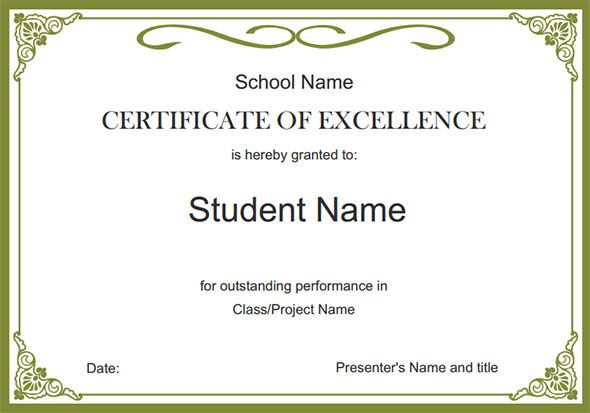 School Name
CERTIFICATE OF EXCELLENCE
is hereby granted to:
Student Name
for outstanding performance in
Class/Project Name
Date: Presenter's Name and title